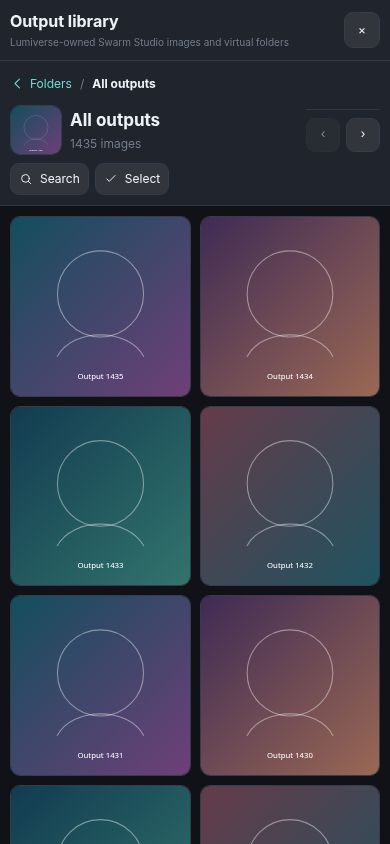 Output library
Lumiverse-owned Swarm Studio images and virtual folders
×
Folders / All outputs
All outputs
1435 images
‹ ›
Search Select
Output 1435
Output 1434
Output 1433
Output 1432
Output 1431
Output 1430